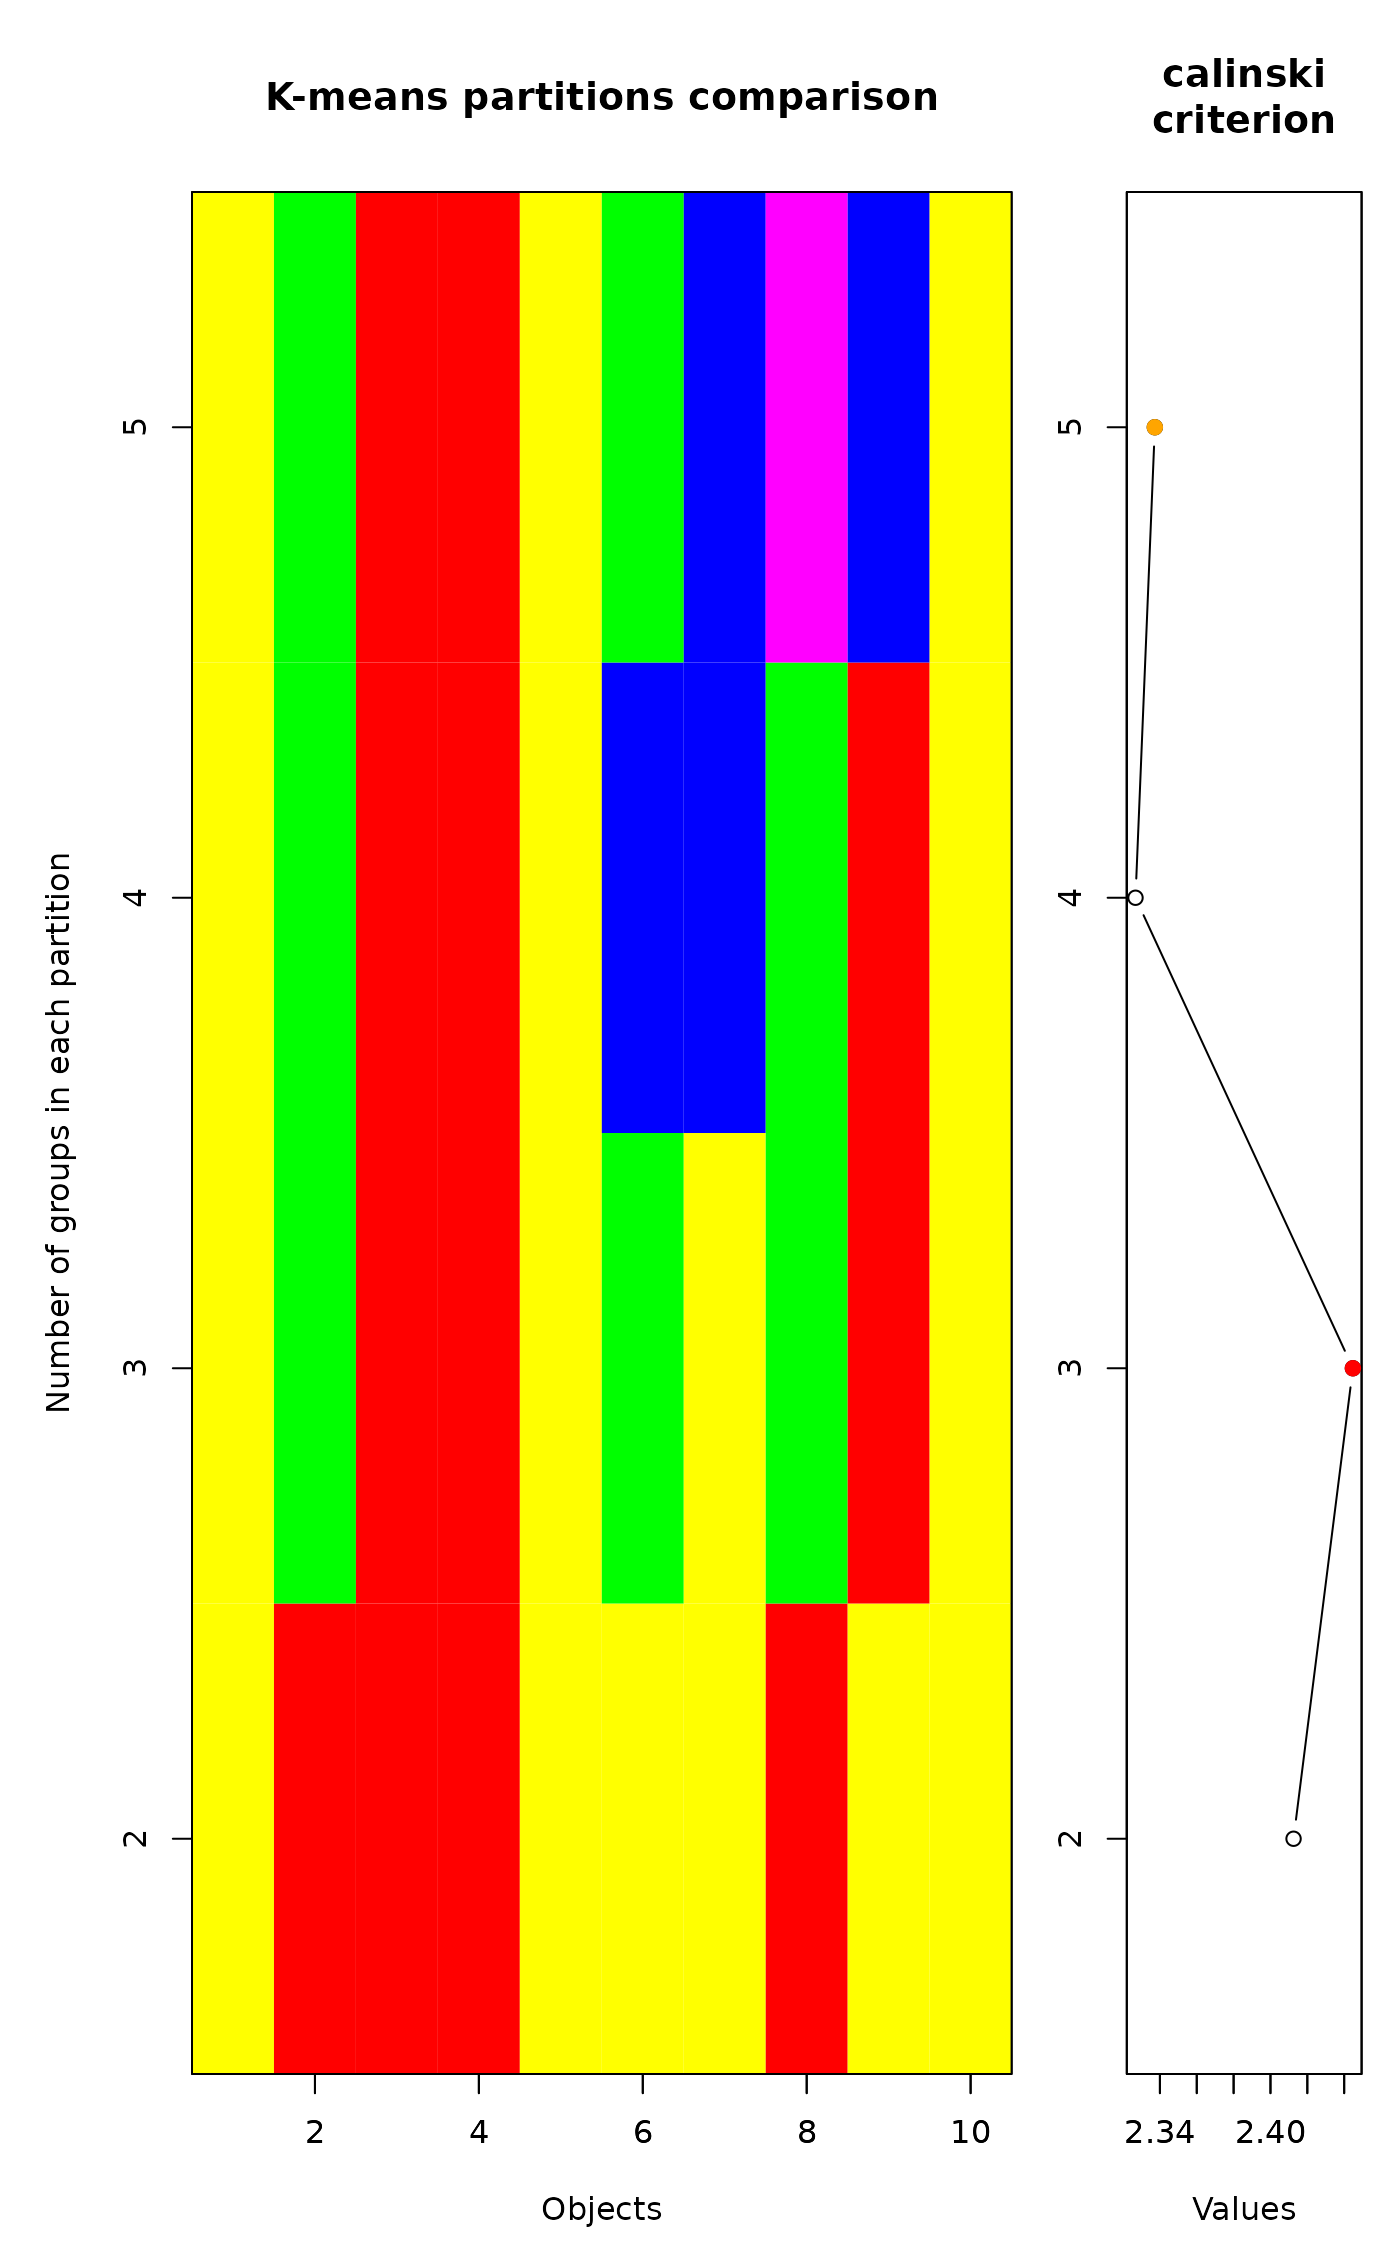 K-means partitions comparison
calinski
criterion
Number of groups in each partition
5
4
3
2
2 4 6 8 10
Objects
5
4
3
2
2.34 2.40
Values